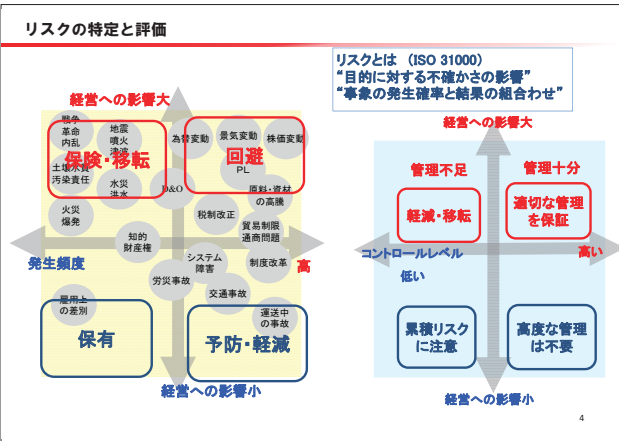 リスクの特定と評価
リスクとは (ISO 31000)
“目的に対する不確かさの影響”
“事象の発生確率と結果の組合わせ”
経営への影響大
戦争
革命
内乱
地震
噴火
津波
為替変動
景気変動
株価変動
保険・移転
回避
PL
土壌水質
汚染責任
水災
洪水
D&O
原料・資材
の高騰
火災
爆発
税制改正
貿易制限
通商問題
知的
財産権
発生頻度
高
システム
障害
制度改革
労災事故
交通事故
雇用上
の差別
運送中
の事故
保有
予防・軽減
経営への影響小
経営への影響大
管理不足
管理十分
軽減・移転
適切な管理
を保証
コントロールレベル
低い
高い
累積リスク
に注意
高度な管理
は不要
経営への影響小
4